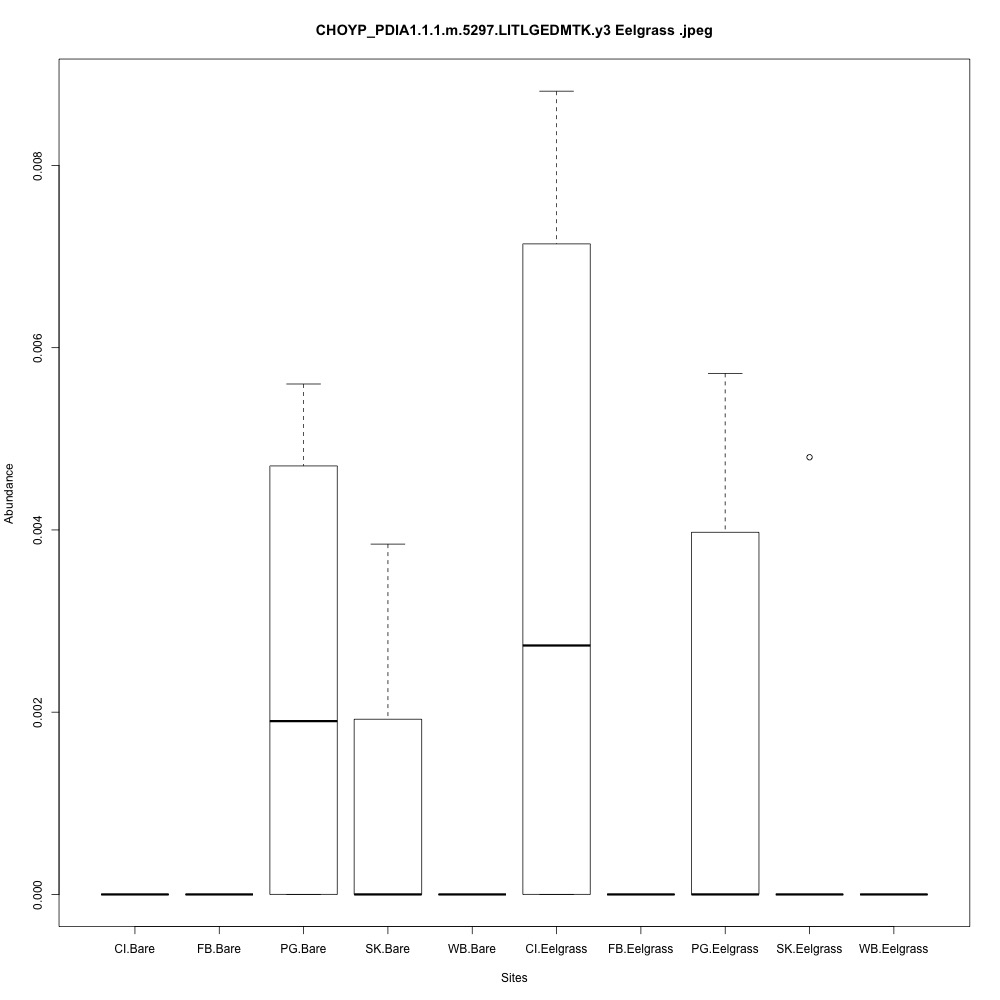 CHOYP_PDIA1.1.1.m.5297.LITLGEDMTK.y3 Eelgrass .jpeg
0.008
0.006
0.004
0.002
0.000
Abundance
CI.Bare FB.Bare PG.Bare SK.Bare WB.Bare CI.Eelgrass FB.Eelgrass PG.Eelgrass SK.Eelgrass WB.Eelgrass
Sites